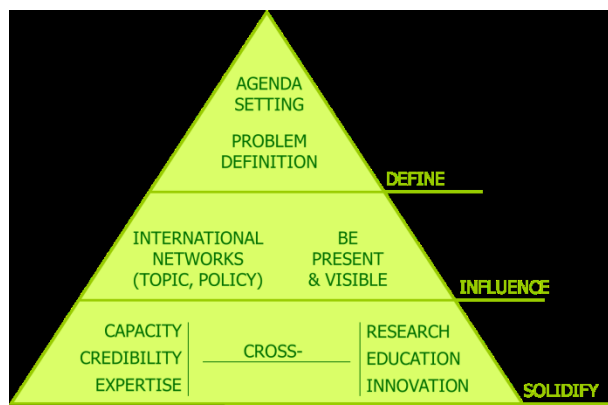 AGENDA
SETTING
PROBLEM
DEFINITION
DEFINE
INTERNATIONAL
NETWORKS
(TOPIC, POLICY)
BE
PRESENT
& VISIBLE
INFLUENCE
CAPACITY
CREDIBILITY
EXPERTISE
CROSS-
RESEARCH
EDUCATION
INNOVATION
SOLIDIFY